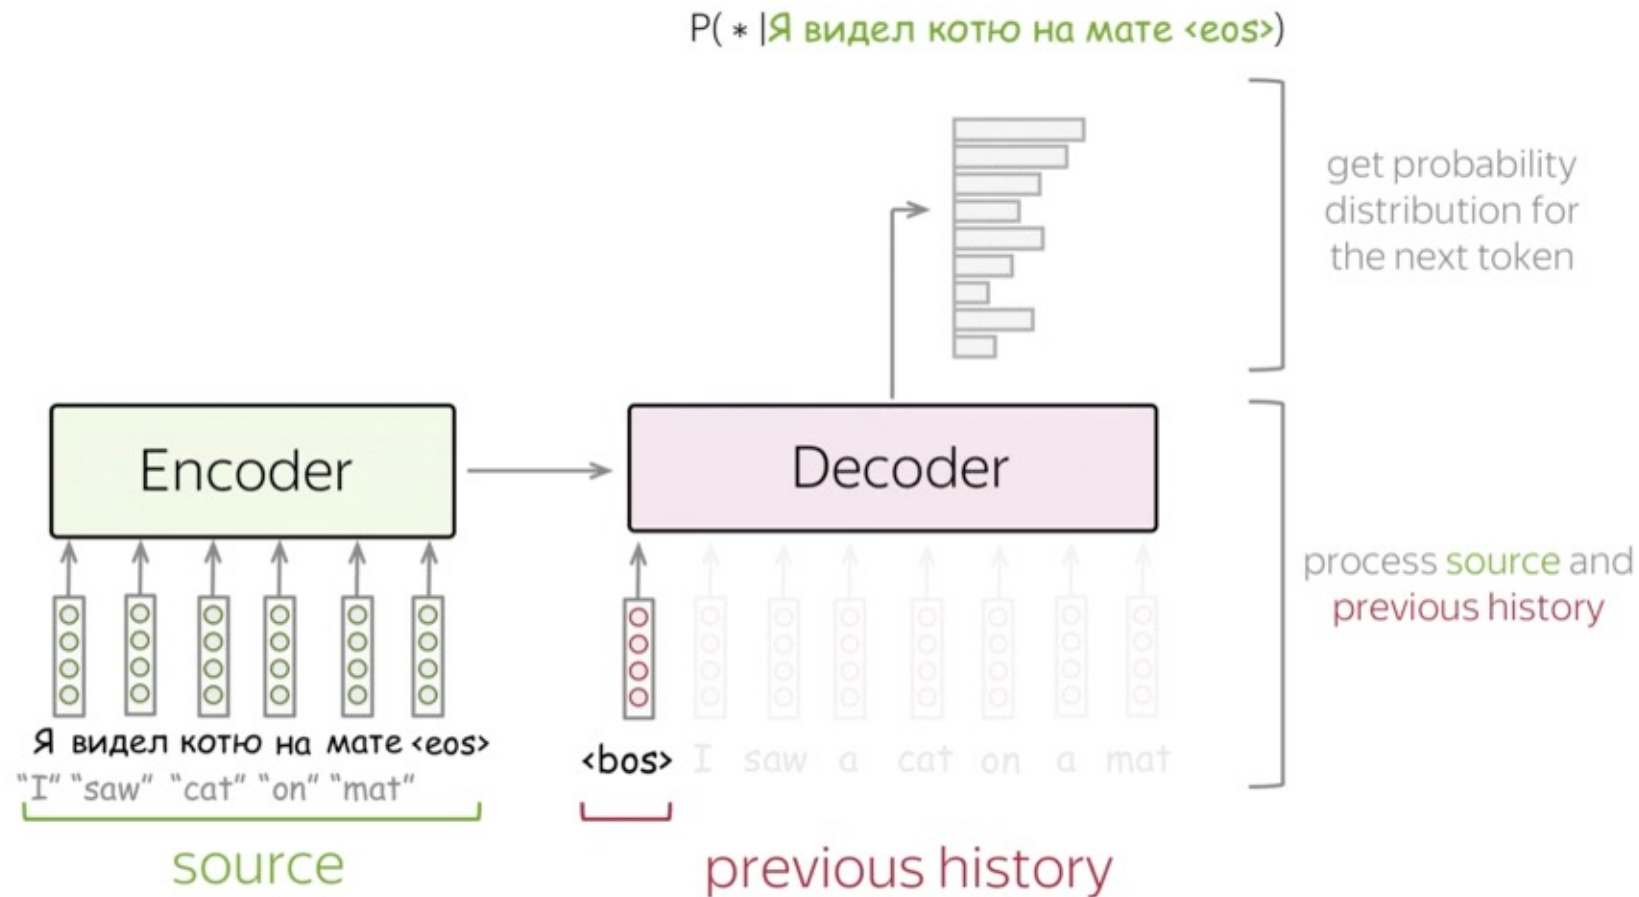 P( * |Я видел котю на мате <eos>)
get probability
distribution for
the next token
Encoder
Decoder
process source and
previous history
Я видел котю на мате <eos>
"I" "saw" "cat" "on" "mat"
<bos> I saw a cat on a mat
source
previous history